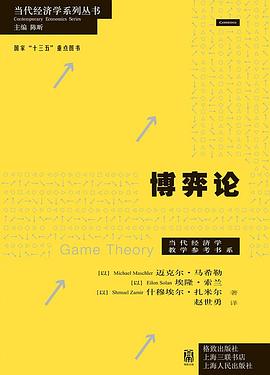 当代经济学系列丛书
Contemporary Economics Series
主编 陈昕
国家“十三五”重点图书
博弈论
Game Theory
当代经济学
教学参考书系
[以] Michael Maschler 迈克尔·马希勒
[以] Eilon Solan 埃隆·索兰
[以] Shmuel Zamir 什穆埃尔·扎米尔 著
赵世勇 译
格致出版社
上海三联书店
上海人民出版社